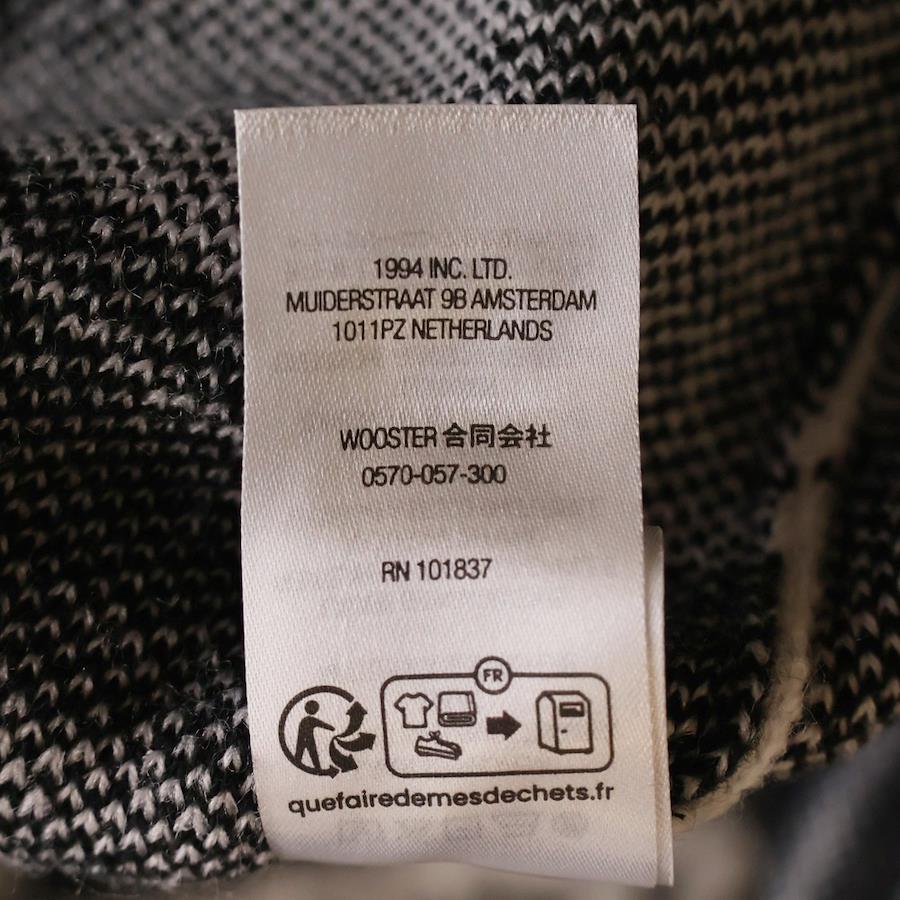 1994 INC. LTD.
MUIDERSTRAAT 9B AMSTERDAM
1011PZ NETHERLANDS
WOOSTER 合同会社
0570-057-300
RN 101837
FR
quefairedemesdechets.fr